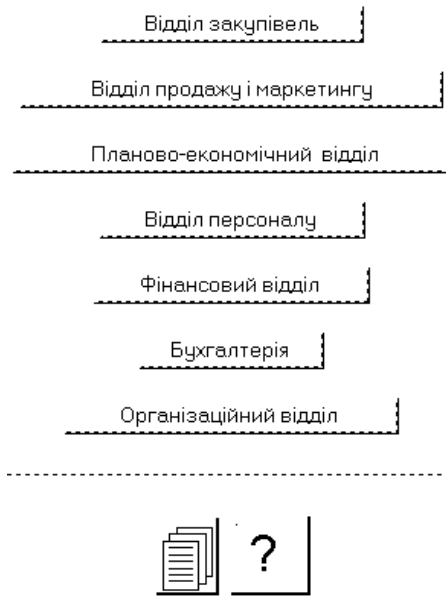 Відділ закупівель
Відділ продажу і маркетингу
Планово-економічний відділ
Відділ персоналу
Фінансовий відділ
Бухгалтерія
Організаційний відділ
?